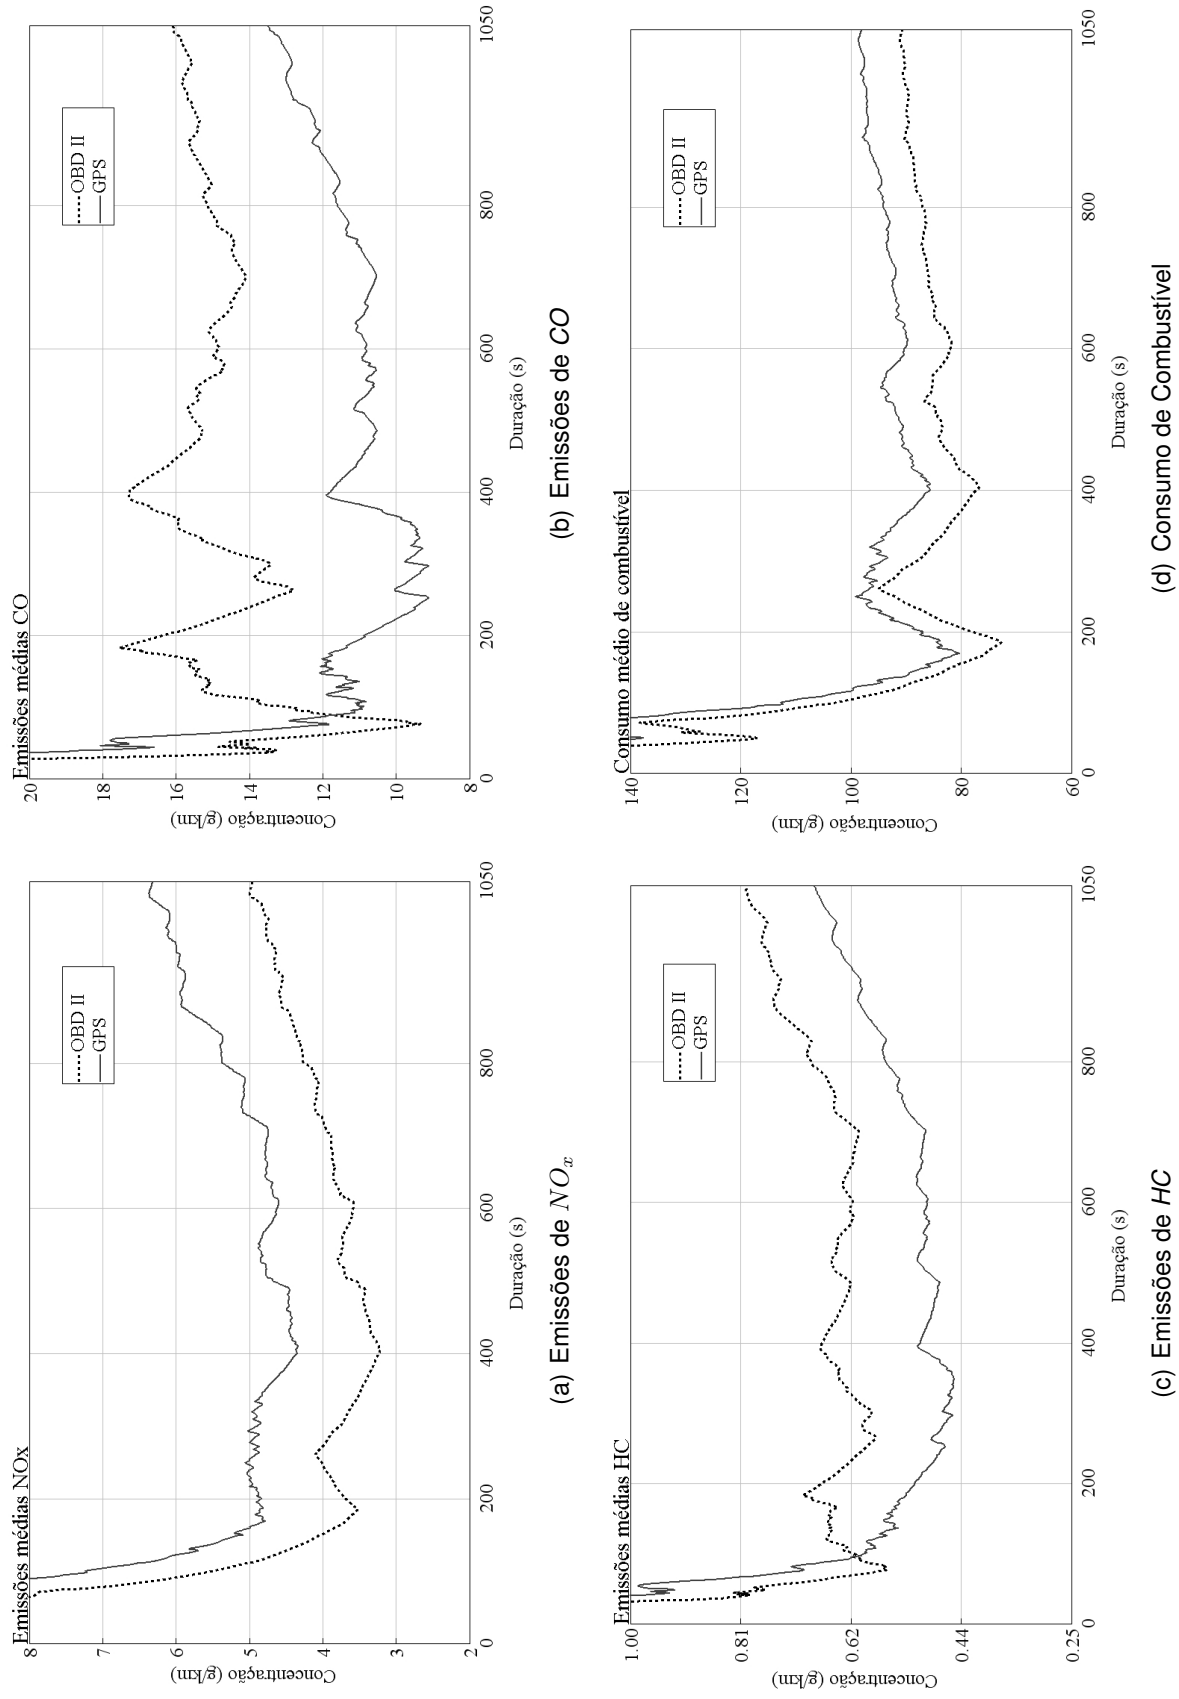 Emissões médias NOx
8
7
6
5
4
3
2
Concentração (g/km)
0
200
400
600
800
1050
Duração (s)
OBD II
GPS
(a) Emissões de NOx
Emissões médias CO
20
18
16
14
12
10
8
Concentração (g/km)
0
200
400
600
800
1050
Duração (s)
OBD II
GPS
(b) Emissões de CO
Emissões médias HC
1.00
0.81
0.62
0.44
0.25
Concentração (g/km)
0
200
400
600
800
1050
Duração (s)
OBD II
GPS
(c) Emissões de HC
Consumo médio de combustível
140
120
100
80
60
Concentração (g/km)
0
200
400
600
800
1050
Duração (s)
OBD II
GPS
(d) Consumo de Combustível